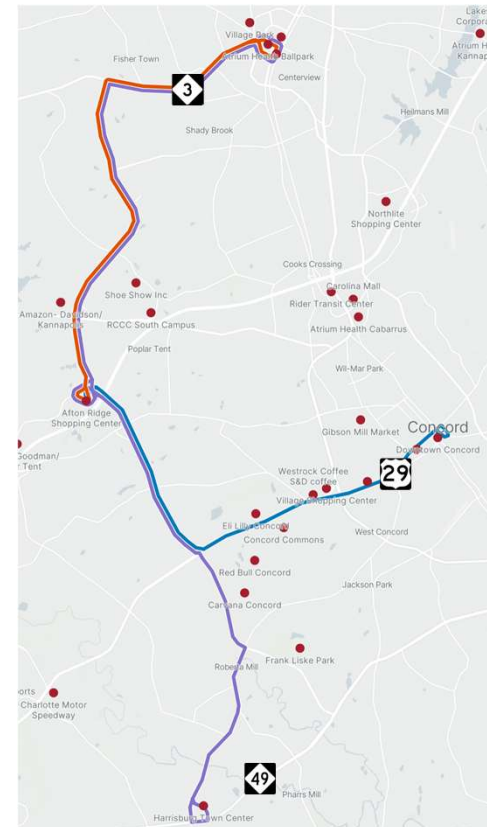 Lake
Corpora
Village Park
Atrium H
Kannap
Fisher Town
Atrium Health Ballpark
Centerview
3
Heilmans Mill
Shady Brook
Northlite
Shopping Center
Cooks Crossing
Carolina Mall
Shoe Show Inc
Rider Transit Center
Amazon- Davidson/
Kannapolis
RCCC South Campus
Atrium Health Cabarrus
Poplar Tent
Wil-Mar Park
Afton Ridge
Shopping Center
Gibson Mill Market
Concord
Goodman/
r Tent
Downtown Concord
Westrock Coffee
S&D coffee
29
Village Shopping Center
Eli Lilly Concord
Concord Commons
West Concord
Red Bull Concord
Jackson Park
Carvana Concord
Frank Liske Park
Roberta Mill
orts
Charlotte Motor
Speedway
49
Pharrs Mill
Harrisburg Town Center